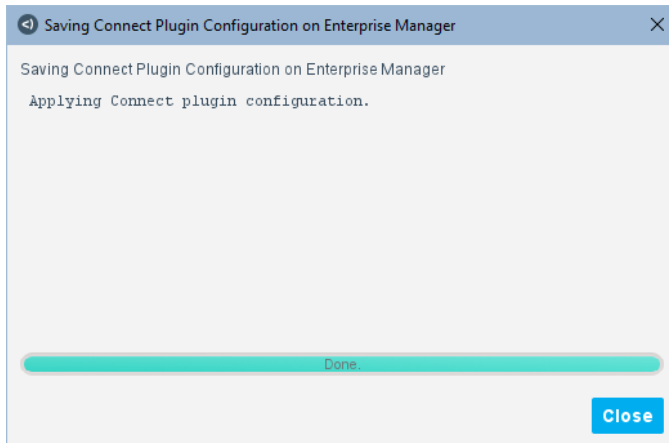 Saving Connect Plugin Configuration on Enterprise Manager
Saving Connect Plugin Configuration on Enterprise Manager
Applying Connect plugin configuration.
Done.
Close